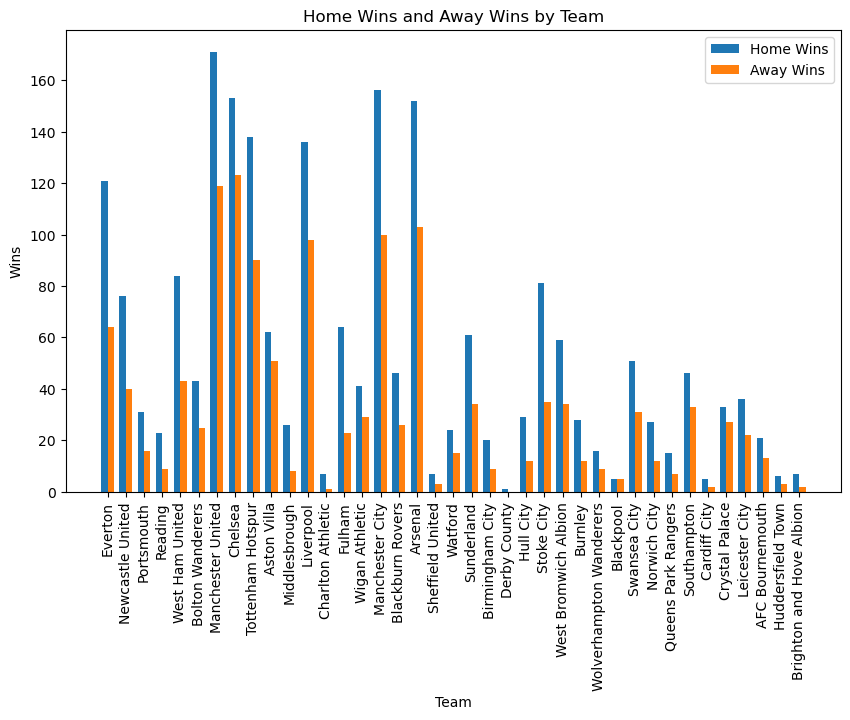 Home Wins and Away Wins by Team
Home Wins
Away Wins
Wins
160
140
120
100
80
60
40
20
0
Everton
Newcastle United
Portsmouth
Reading
West Ham United
Bolton Wanderers
Manchester United
Chelsea
Tottenham Hotspur
Aston Villa
Middlesbrough
Liverpool
Charlton Athletic
Fulham
Wigan Athletic
Manchester City
Blackburn Rovers
Arsenal
Sheffield United
Watford
Sunderland
Birmingham City
Derby County
Hull City
Stoke City
West Bromwich Albion
Burnley
Wolverhampton Wanderers
Blackpool
Swansea City
Norwich City
Queens Park Rangers
Southampton
Cardiff City
Crystal Palace
Leicester City
AFC Bournemouth
Huddersfield Town
Brighton and Hove Albion
Team